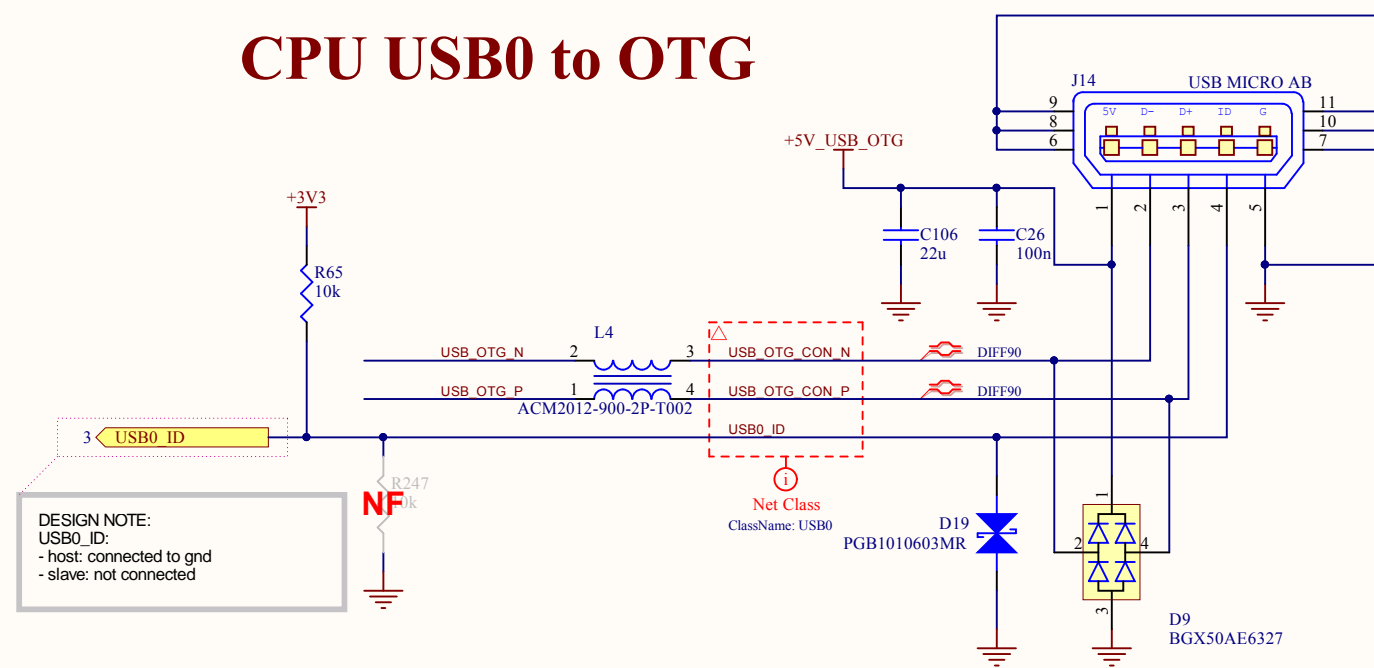 CPU USB0 to OTG
J14
USB MICRO AB
9
8
6
5V
D-
D+
ID
G
11
10
7
1
2
3
4
5
+5V_USB_OTG
C106
22u
C26
100n
+3V3
R65
10k
L4
USB_OTG_N
2
3
USB_OTG_CON_N
DIFF90
USB_OTG_P
1
4
USB_OTG_CON_P
DIFF90
ACM2012-900-2P-T002
3
USB0_ID
USB0_ID
R247
10k
NF
i
Net Class
ClassName: USB0
DESIGN NOTE:
USB0_ID:
- host: connected to gnd
- slave: not connected
D19
PGB1010603MR
1
2
4
3
D9
BGX50AE6327